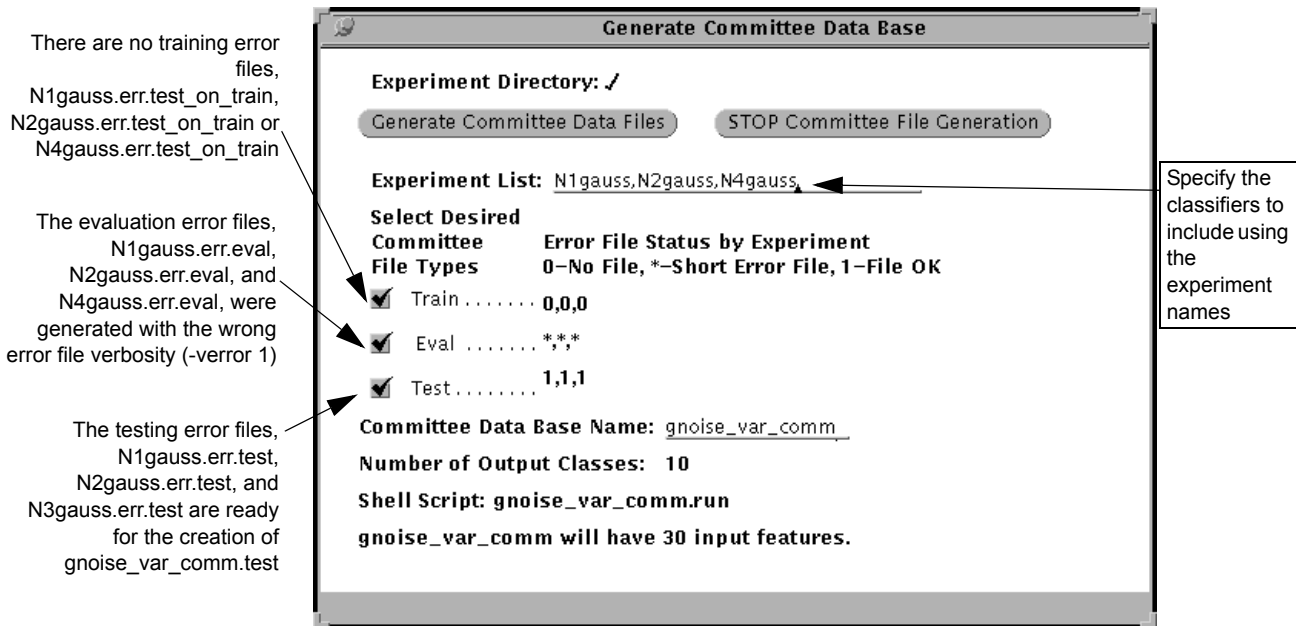 There are no training error
files,
N1gauss.err.test_on_train,
N2gauss.err.test_on_train or
N4gauss.err.test_on_train
The evaluation error files,
N1gauss.err.eval,
N2gauss.err.eval, and
N4gauss.err.eval, were
generated with the wrong
error file verbosity (-verror 1)
The testing error files,
N1gauss.err.test,
N2gauss.err.test, and
N3gauss.err.test are ready
for the creation of
gnoise_var_comm.test
Generate Committee Data Base
Experiment Directory: ./
Generate Committee Data Files STOP Committee File Generation
Experiment List: N1gauss,N2gauss,N4gauss
Select Desired
Committee Error File Status by Experiment
File Types 0-No File, *-Short Error File, 1-File OK
Train ....... 0,0,0
Eval ....... *,*,*
Test ........ 1,1,1
Committee Data Base Name: gnoise_var_comm
Number of Output Classes: 10
Shell Script: gnoise_var_comm.run
gnoise_var_comm will have 30 input features.
Specify the
classifiers to
include using
the
experiment
names